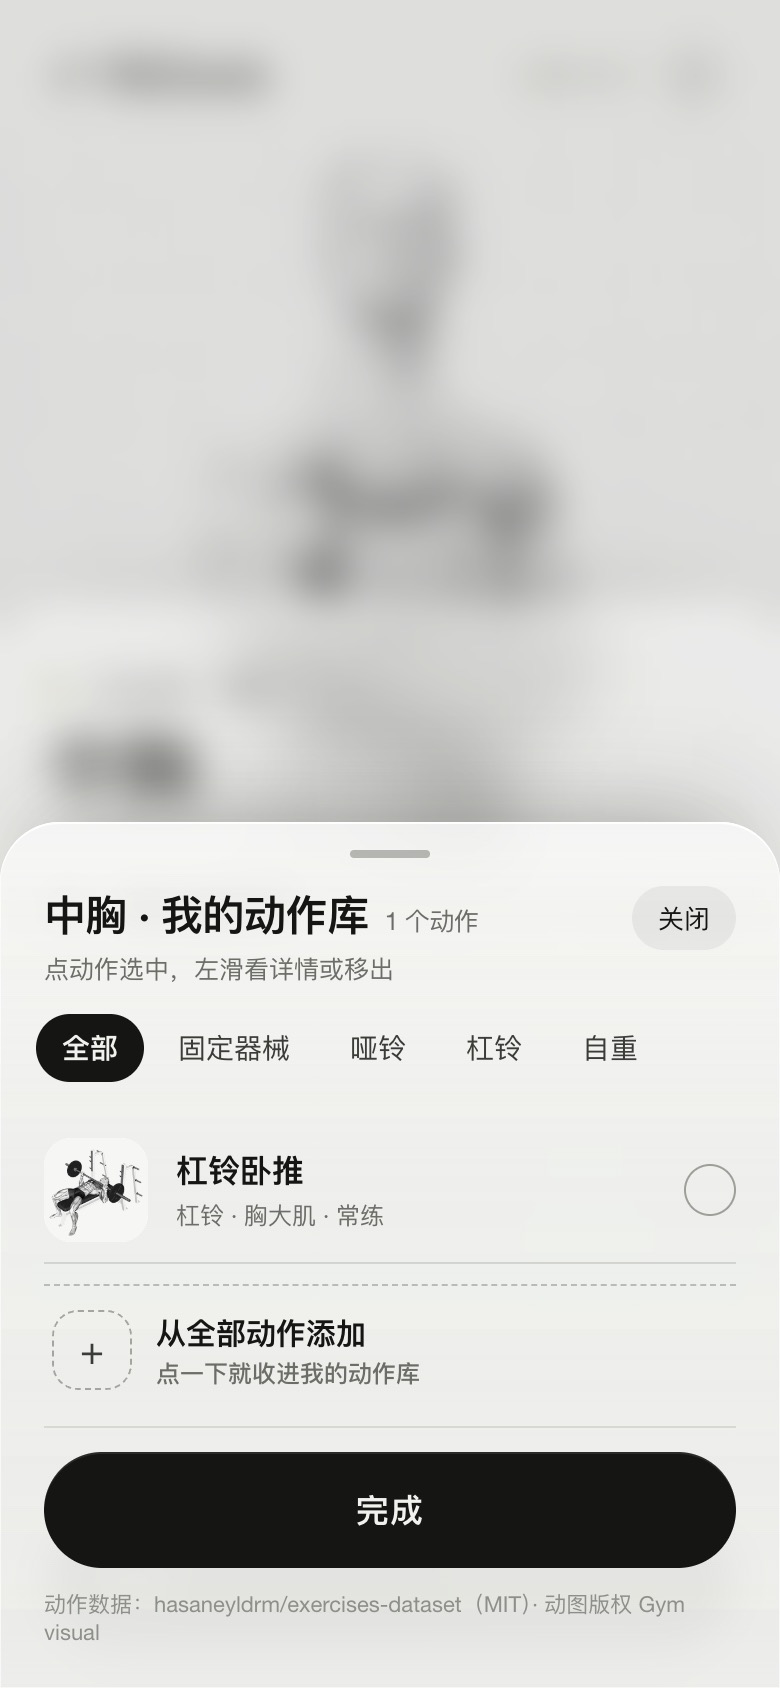 中胸 · 我的动作库 1 个动作
关闭
点动作选中，左滑看详情或移出
全部 固定器械 哑铃 杠铃 自重
杠铃卧推
杠铃 · 胸大肌 · 常练
+
从全部动作添加
点一下就收进我的动作库
完成
动作数据：hasaneyldrm/exercises-dataset（MIT）· 动图版权 Gym
visual